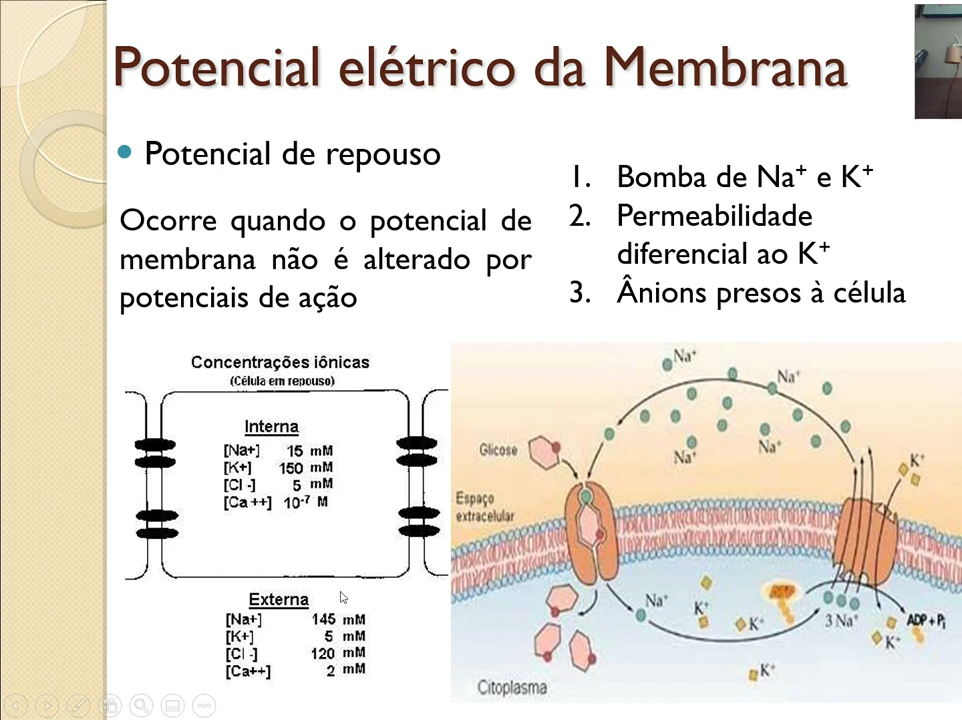 Potencial elétrico da Membrana
Potencial de repouso
Ocorre quando o potencial de
membrana não é alterado por
potenciais de ação
1. Bomba de Na⁺ e K⁺
2. Permeabilidade
diferencial ao K⁺
3. Ânions presos à célula
Concentrações iônicas
(Célula em repouso)
Interna
[Na+] 15 mM
[K+] 150 mM
[Cl -] 5 mM
[Ca ++] 10⁻⁷ M
Externa
[Na+] 145 mM
[K+] 5 mM
[Cl -] 120 mM
[Ca++] 2 mM
Na⁺
Na⁺
Na⁺
Na⁺
Glicose
K⁺
Espaço
extracelular
Na⁺
K⁺
K⁺
3 Na⁺
ADP + Pᵢ
K⁺
K⁺
Citoplasma